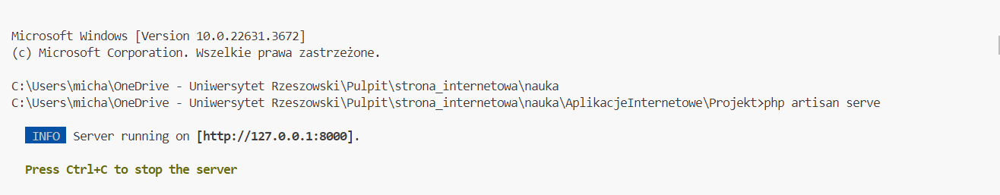 Microsoft Windows [Version 10.0.22631.3672]
(c) Microsoft Corporation. Wszelkie prawa zastrzeżone.
C:\Users\micha\OneDrive - Uniwersytet Rzeszowski\Pulpit\strona_internetowa\nauka
C:\Users\micha\OneDrive - Uniwersytet Rzeszowski\Pulpit\strona_internetowa\nauka\AplikacjeInternetowe\Projekt>php artisan serve
INFO Server running on [http://127.0.0.1:8000].
Press Ctrl+C to stop the server